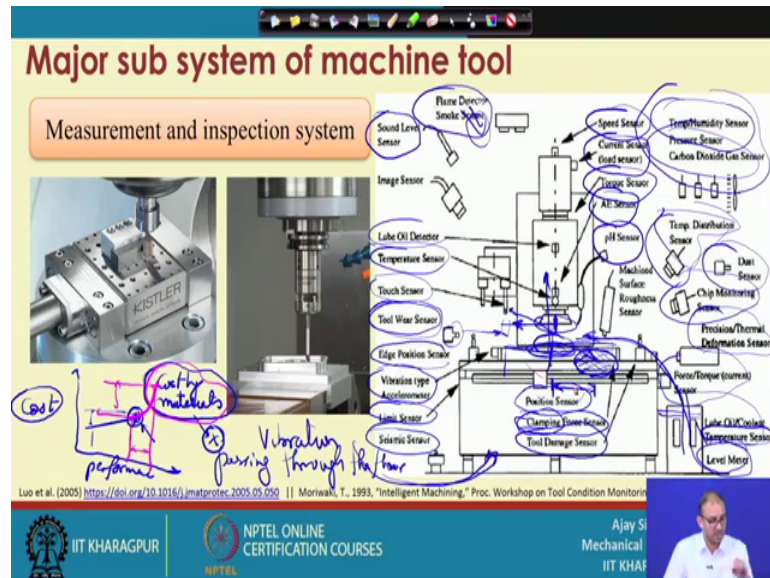 Major sub system of machine tool
Measurement and inspection system
KISTLER
Flame Detector
Smoke
Sound Level
Sensor
Image Sensor
Lube Oil Detector
Temperature Sensor
Touch Sensor
Tool Wear Sensor
Edge Position Sensor
Vibration type
Accelerometer
Limit Sensor
Seismic Sensor
Speed Sensor
Current Sensor
(load sensor)
Torque Sensor
AE Sensor
pH Sensor
Machined
Surface
Roughness
Sensor
Position Sensor
Clamping Force Sensor
Tool Damage Sensor
Temp/Humidity Sensor
Pressure Sensor
Carbon Dioxide Gas Sensor
Temp. Distribution
Sensor
Dust
Sensor
Chip Monitoring
Sensor
Precision/Thermal
Deformation Sensor
Force/Torque (current)
Sensor
Lube Oil/Coolant
Temperature Sensor
Level Meter
Cost
costly
materials
performance
Vibration
passing through the floor
Luo et al. (2005) https://doi.org/10.1016/j.jmatprotec.2005.05.050 || Moriwaki, T., 1993, "Intelligent Machining," Proc. Workshop on Tool Condition Monitoring
IIT KHARAGPUR
NPTEL
NPTEL ONLINE
CERTIFICATION COURSES
Ajay Si
Mechanical
IIT KHAR